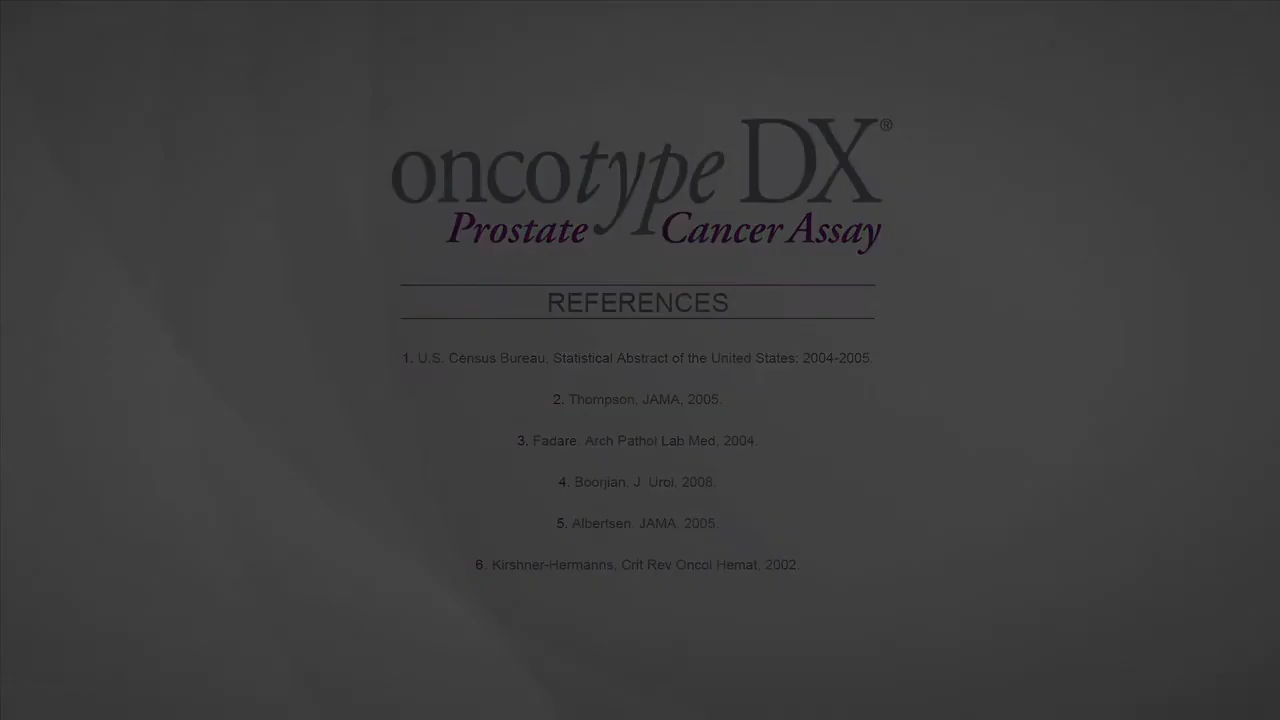 oncotype DX®
Prostate Cancer Assay
REFERENCES
1. U.S. Census Bureau, Statistical Abstract of the United States: 2004-2005.
2. Thompson, JAMA, 2005.
3. Fadare, Arch Pathol Lab Med, 2004.
4. Boorjian, J Urol, 2008.
5. Albertsen, JAMA, 2005.
6. Kirshner-Hermanns, Crit Rev Oncol Hemat, 2002.